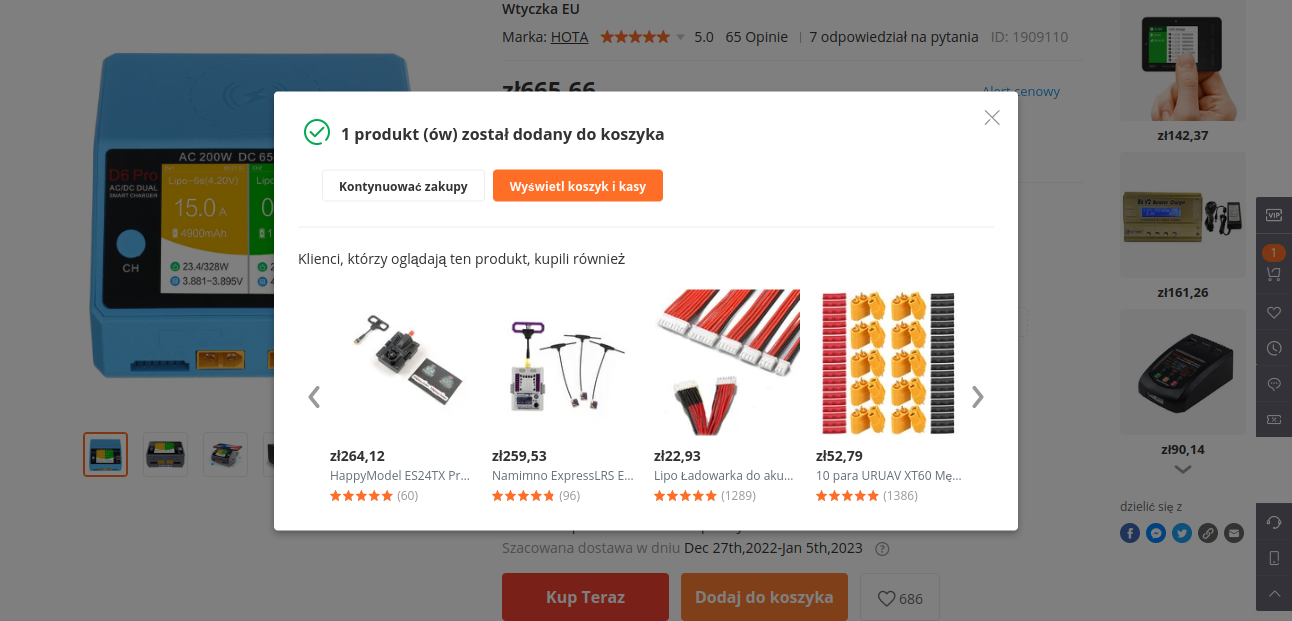 Wtyczka EU
Marka: HOTA 5.0 65 Opinie | 7 odpowiedział na pytania ID: 1909110
zł665,66
Alert cenowy
1 produkt (ów) został dodany do koszyka
Kontynuować zakupy
Wyświetl koszyk i kasy
Klienci, którzy oglądają ten produkt, kupili również
zł264,12
HappyModel ES24TX Pr...
(60)
zł259,53
Namimno ExpressLRS E...
(96)
zł22,93
Lipo Ładowarka do aku...
(1289)
zł52,79
10 para URUAV XT60 Mę...
(1386)
AC 200W DC 65
D6 Pro
AC/DC DUAL
SMART CHARGER
Lipo-6s(4.20V)
Lipo
15.0 A
0
4900mAh
1
CH
23.4/328W
2
3.881~3.895V
4
Szacowana dostawa w dniu Dec 27th,2022-Jan 5th,2023
Kup Teraz
Dodaj do koszyka
686
zł142,37
zł161,26
zł90,14
dzielić się z
VIP
1